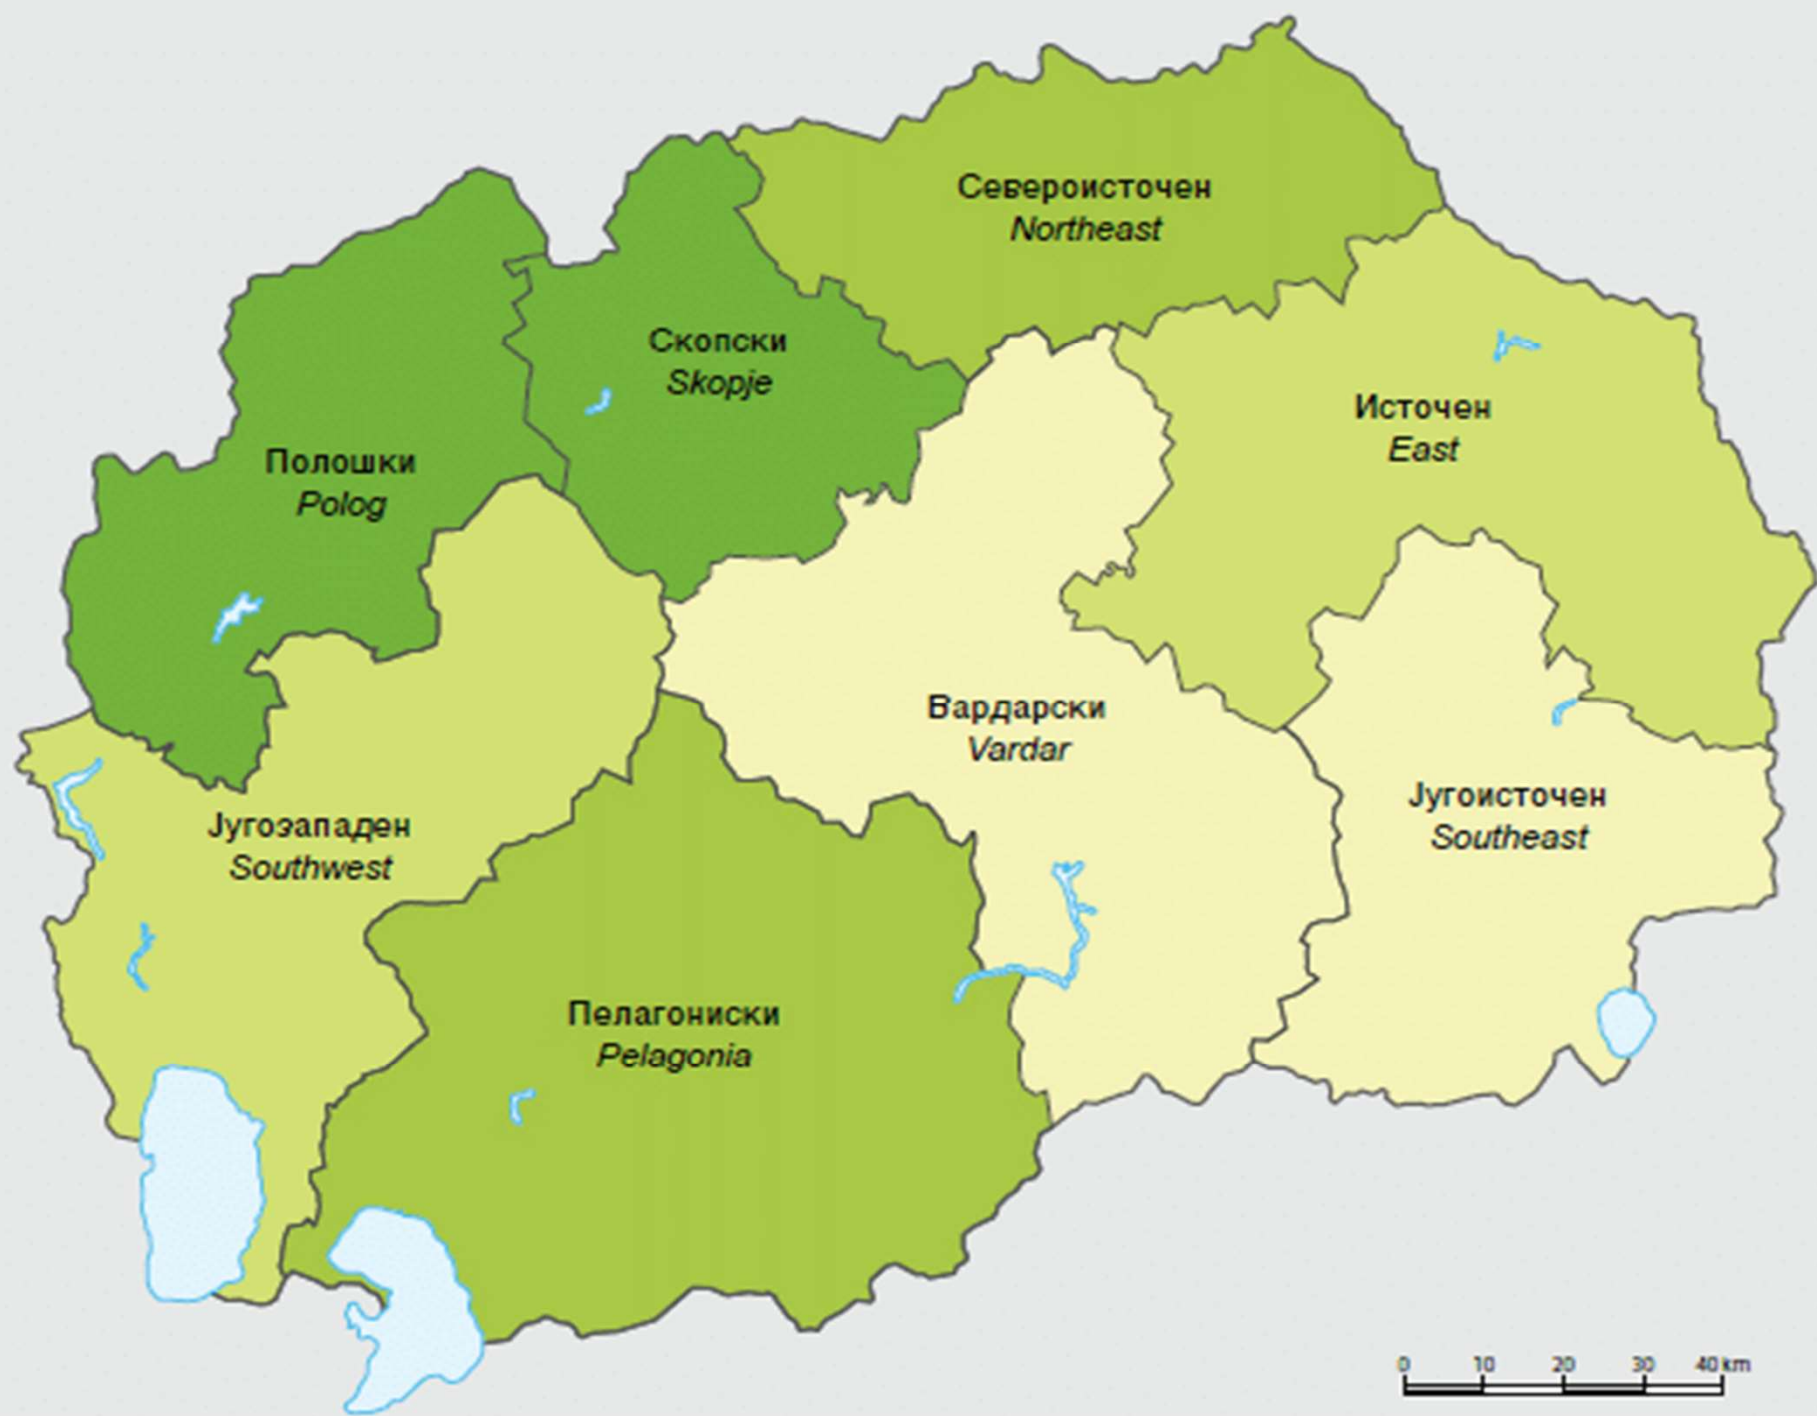 Североисточен
Northeast
Скопски
Skopje
Источен
East
Полошки
Polog
Вардарски
Vardar
Југоисточен
Southeast
Југозападен
Southwest
Пелагониски
Pelagonia
0 10 20 30 40 km